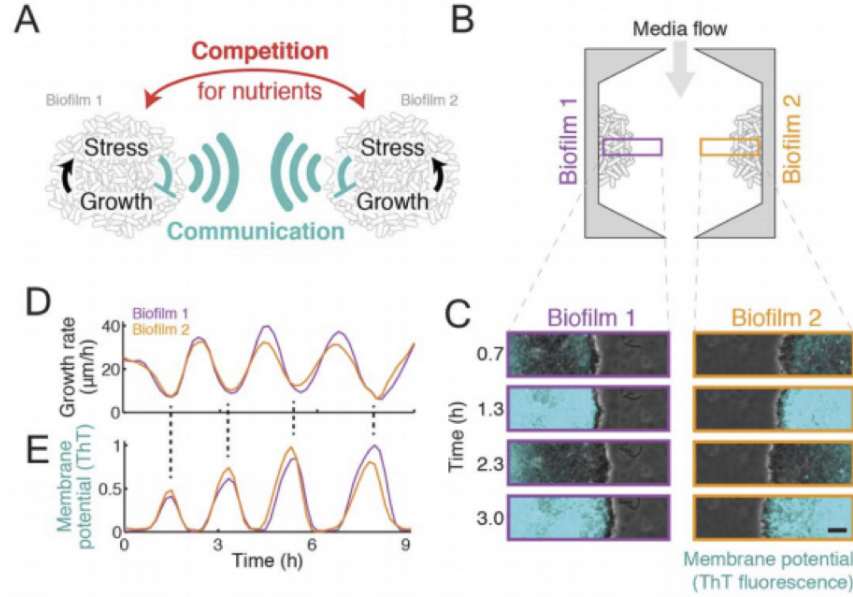 A
Competition
for nutrients
Biofilm 1
Biofilm 2
Stress
Growth
Stress
Growth
Communication
B
Media flow
Biofilm 1
Biofilm 2
C
Biofilm 1
Biofilm 2
Time (h)
0.7
1.3
2.3
3.0
Membrane potential
(ThT fluorescence)
D
Biofilm 1
Biofilm 2
Growth rate
(μm/h)
40
20
0
E
Membrane
potential (ThT)
1
0.5
0
0
3
6
9
Time (h)